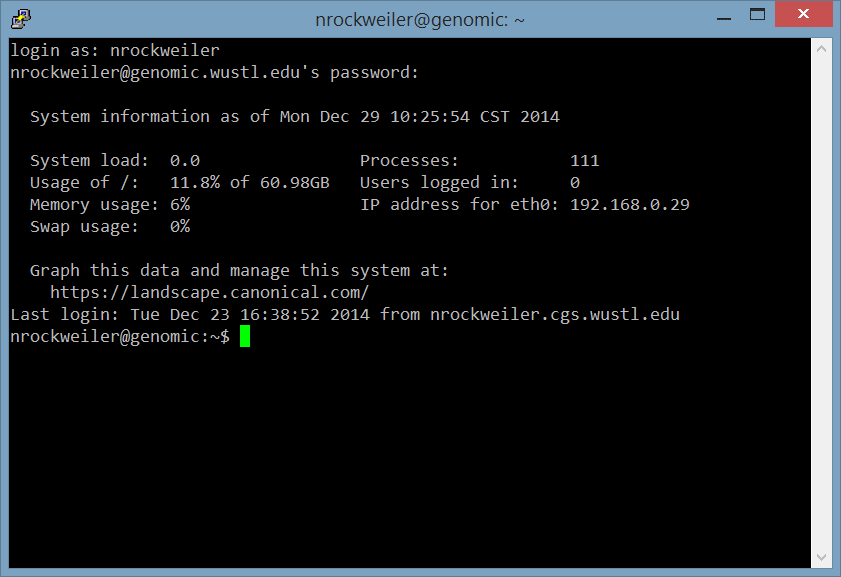 nrockweiler@genomic: ~
login as: nrockweiler
nrockweiler@genomic.wustl.edu's password:
System information as of Mon Dec 29 10:25:54 CST 2014
System load: 0.0 Processes: 111
Usage of /: 11.8% of 60.98GB Users logged in: 0
Memory usage: 6% IP address for eth0: 192.168.0.29
Swap usage: 0%
Graph this data and manage this system at:
https://landscape.canonical.com/
Last login: Tue Dec 23 16:38:52 2014 from nrockweiler.cgs.wustl.edu
nrockweiler@genomic:~$